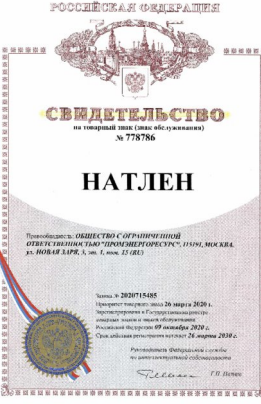 РОССИЙСКАЯ ФЕДЕРАЦИЯ
СВИДЕТЕЛЬСТВО
на товарный знак (знак обслуживания)
№ 778786
НАТЛЕН
Правообладатель: ОБЩЕСТВО С ОГРАНИЧЕННОЙ
ОТВЕТСТВЕННОСТЬЮ "ПРОМЭНЕРГОРЕСУРС", 115191, МОСКВА,
ул. НОВАЯ ЗАРЯ, 3, эт. 1, пом. 15 (RU)
Заявка № 2020715485
Приоритет товарного знака 26 марта 2020 г.
Зарегистрировано в Государственном реестре
товарных знаков и знаков обслуживания
Российской Федерации 09 октября 2020 г.
Срок действия регистрации истекает 26 марта 2030 г.
Руководитель Федеральной службы
по интеллектуальной собственности
Г.П. Ивлиев